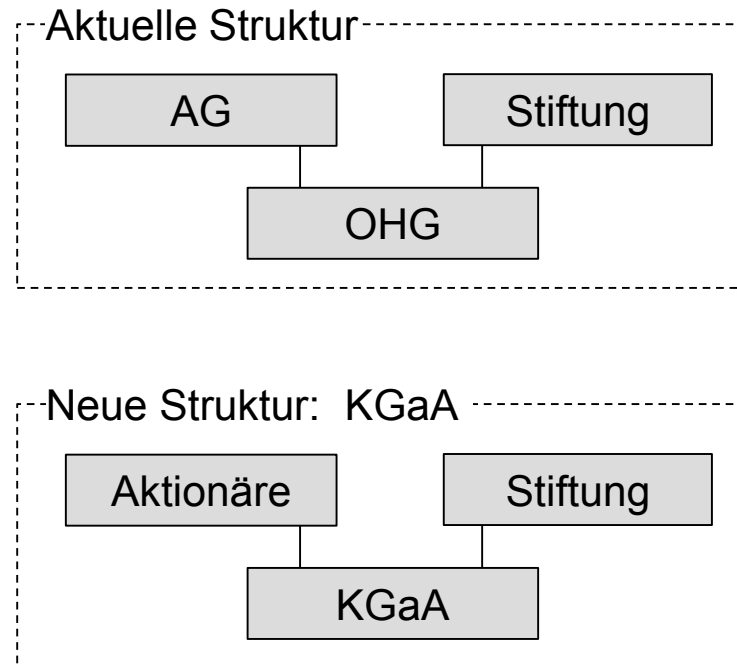 Aktuelle Struktur
AG
Stiftung
OHG
Neue Struktur: KGaA
Aktionäre
Stiftung
KGaA